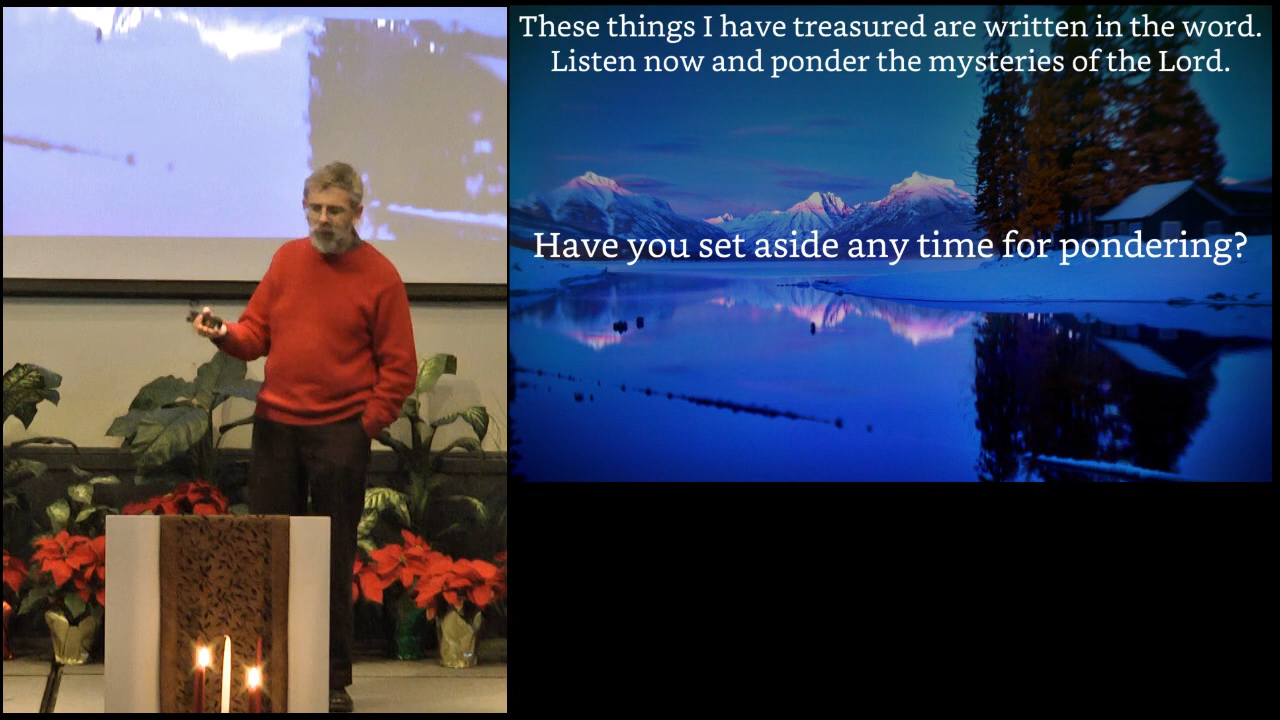 These things I have treasured are written in the word.
Listen now and ponder the mysteries of the Lord.
Have you set aside any time for pondering?